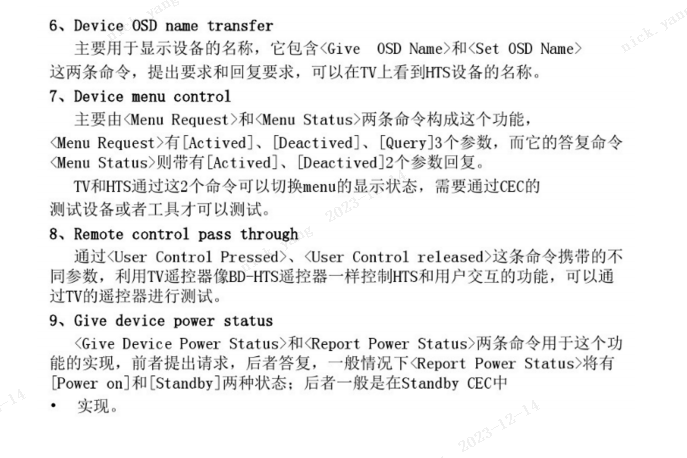 6、Device OSD name transfer
主要用于显示设备的名称，它包含<Give OSD Name>和<Set OSD Name>
这两条命令，提出要求和回复要求，可以在TV上看到HTS设备的名称。
7、Device menu control
主要由<Menu Request>和<Menu Status>两条命令构成这个功能，
<Menu Request>有[Actived]、[Deactived]、[Query]3个参数，而它的答复命令
<Menu Status>则带有[Actived]、[Deactived]2个参数回复。
TV和HTS通过这2个命令可以切换menu的显示状态，需要通过CEC的
测试设备或者工具才可以测试。
8、Remote control pass through
通过<User Control Pressed>、<User Control released>这条命令携带的不
同参数，利用TV遥控器像BD-HTS遥控器一样控制HTS和用户交互的功能，可以通
过TV的遥控器进行测试。
9、Give device power status
<Give Device Power Status>和<Report Power Status>两条命令用于这个功
能的实现，前者提出请求，后者答复，一般情况下<Report Power Status>将有
[Power on]和[Standby]两种状态；后者一般是在Standby CEC中
• 实现。
nick.yang
2023-12-14
2023-12-14